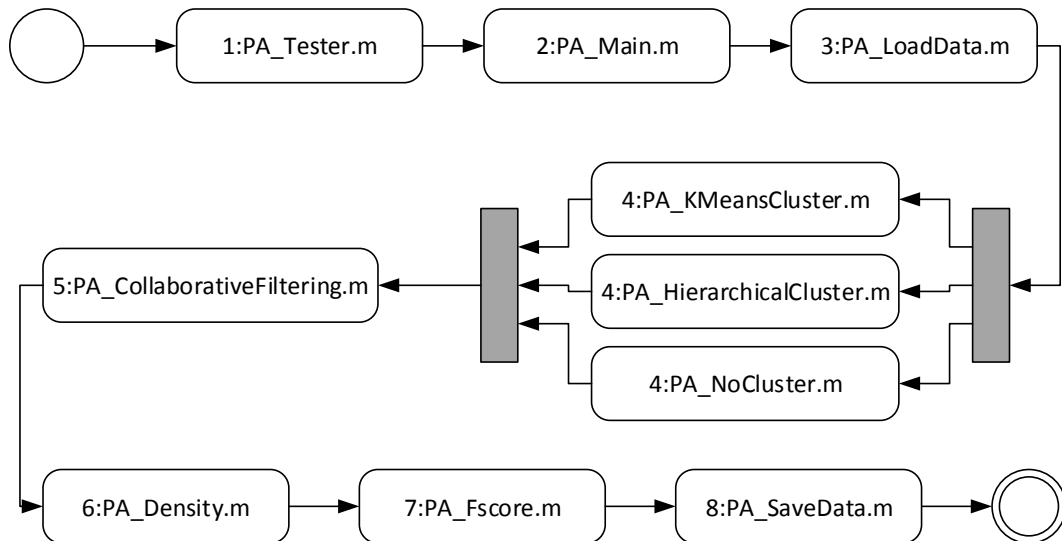 1:PA_Tester.m
2:PA_Main.m
3:PA_LoadData.m
4:PA_KMeansCluster.m
5:PA_CollaborativeFiltering.m
4:PA_HierarchicalCluster.m
4:PA_NoCluster.m
6:PA_Density.m
7:PA_Fscore.m
8:PA_SaveData.m